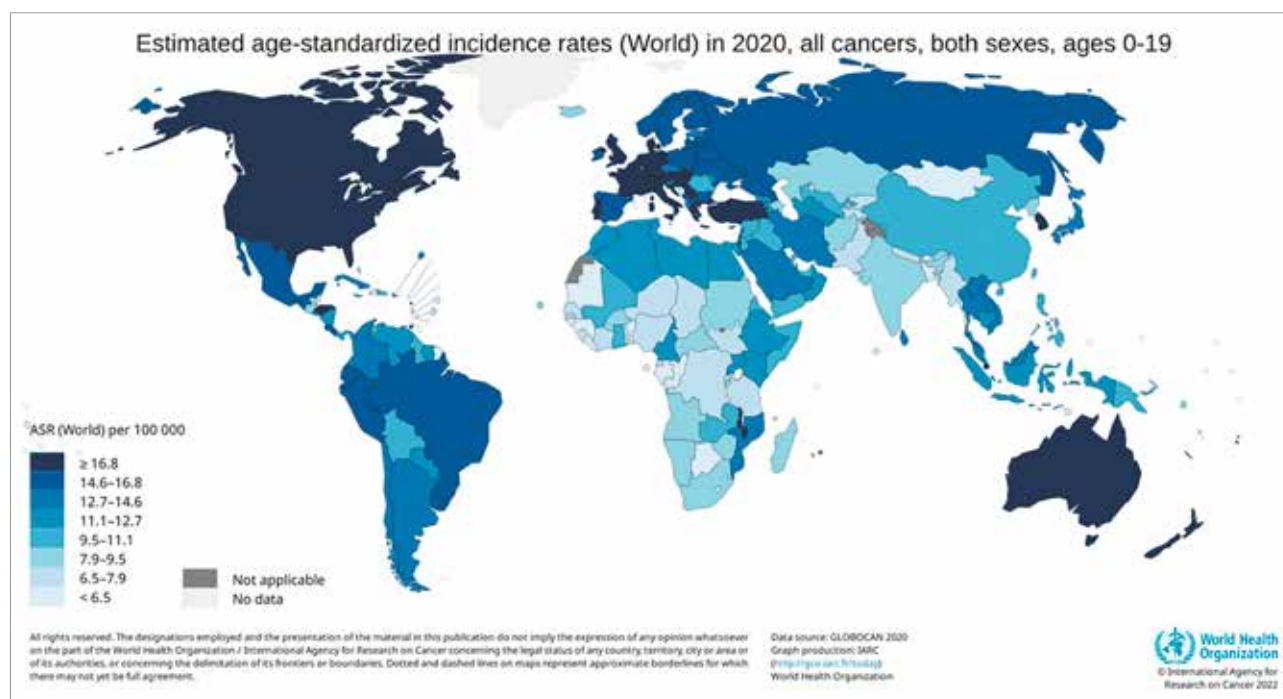 Estimated age-standardized incidence rates (World) in 2020, all cancers, both sexes, ages 0-19
ASR (World) per 100 000
≥ 16.8
14.6–16.8
12.7–14.6
11.1–12.7
9.5–11.1
7.9–9.5
6.5–7.9
< 6.5
Not applicable
No data
All rights reserved. The designations employed and the presentation of the material in this publication do not imply the expression of any opinion whatsoever
on the part of the World Health Organization / International Agency for Research on Cancer concerning the legal status of any country, territory, city or area or
of its authorities, or concerning the delimitation of its frontiers or boundaries. Dotted and dashed lines on maps represent approximate borderlines for which
there may not yet be full agreement.
Data source: GLOBOCAN 2020
Graph production: IARC
(http://gco.iarc.fr/today)
World Health Organization
World Health
Organization
© International Agency for
Research on Cancer 2022